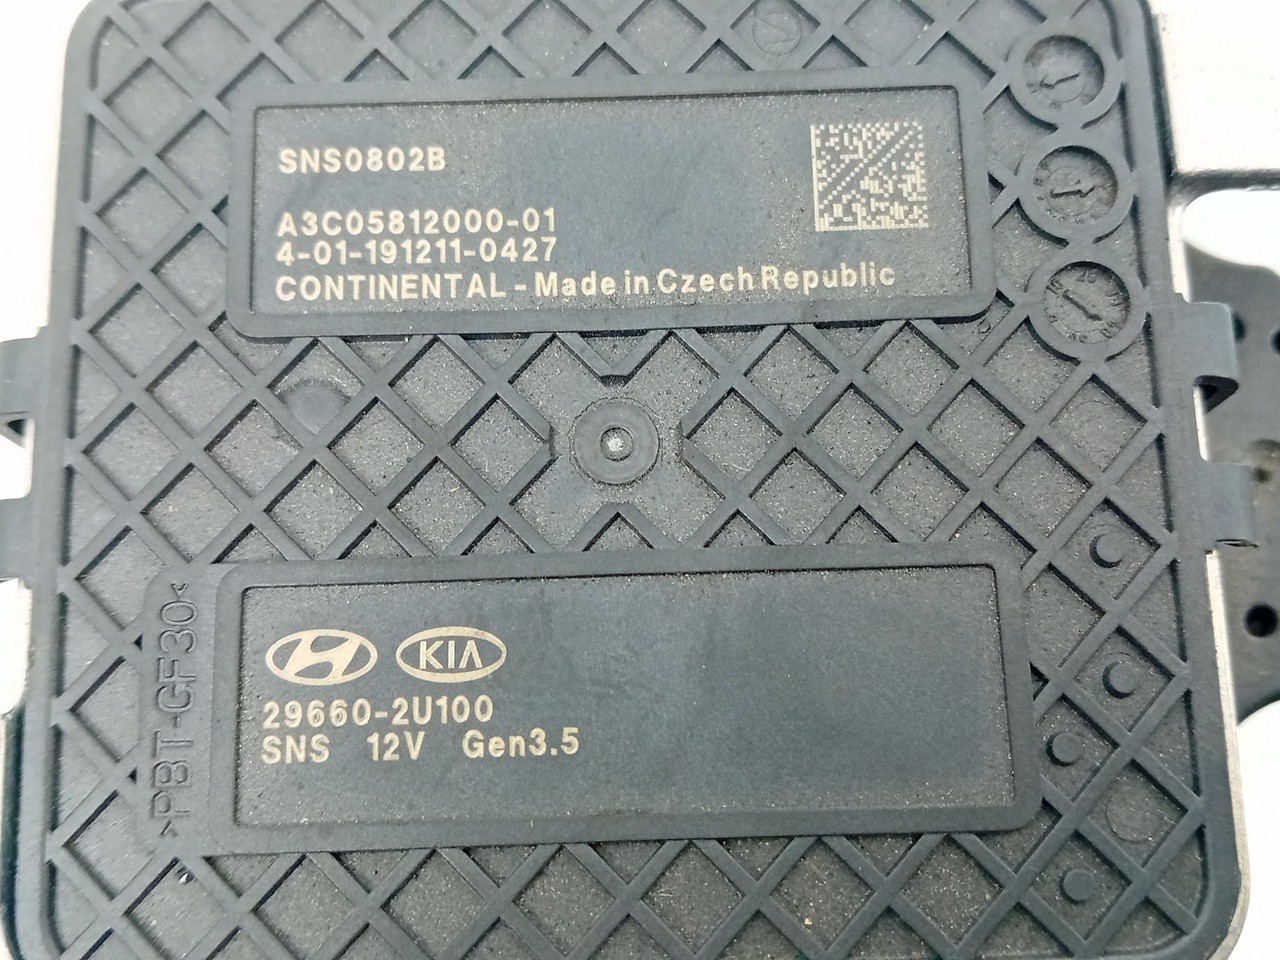 SNS0802B
A3C05812000-01
4-01-191211-0427
CONTINENTAL - Made in Czech Republic
KIA
29660-2U100
SNS 12V Gen3.5
>PBT-GF30<